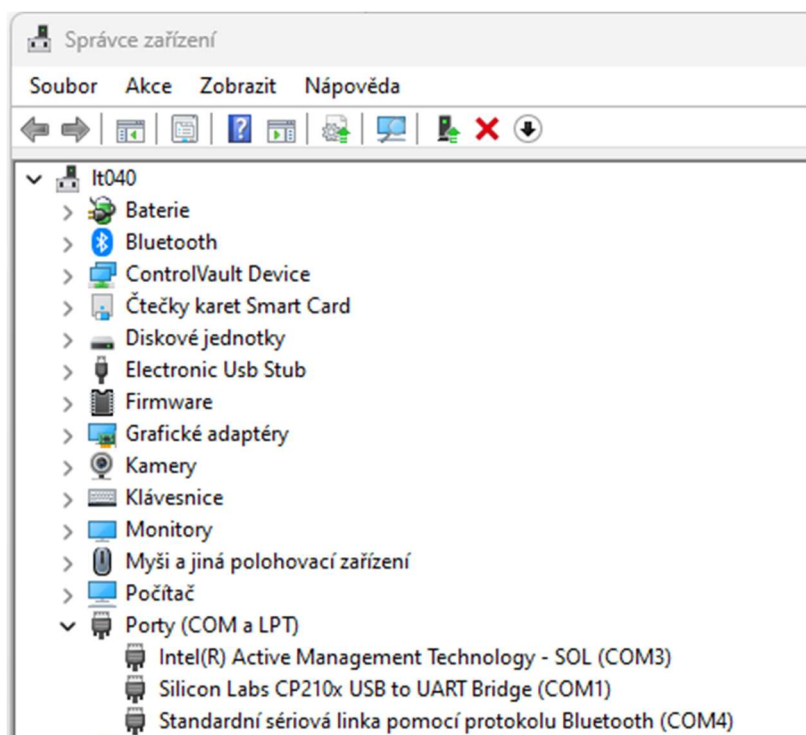 Správce zařízení
Soubor Akce Zobrazit Nápověda
lt040
Baterie
Bluetooth
ControlVault Device
Čtečky karet Smart Card
Diskové jednotky
Electronic Usb Stub
Firmware
Grafické adaptéry
Kamery
Klávesnice
Monitory
Myši a jiná polohovací zařízení
Počítač
Porty (COM a LPT)
Intel(R) Active Management Technology - SOL (COM3)
Silicon Labs CP210x USB to UART Bridge (COM1)
Standardní sériová linka pomocí protokolu Bluetooth (COM4)